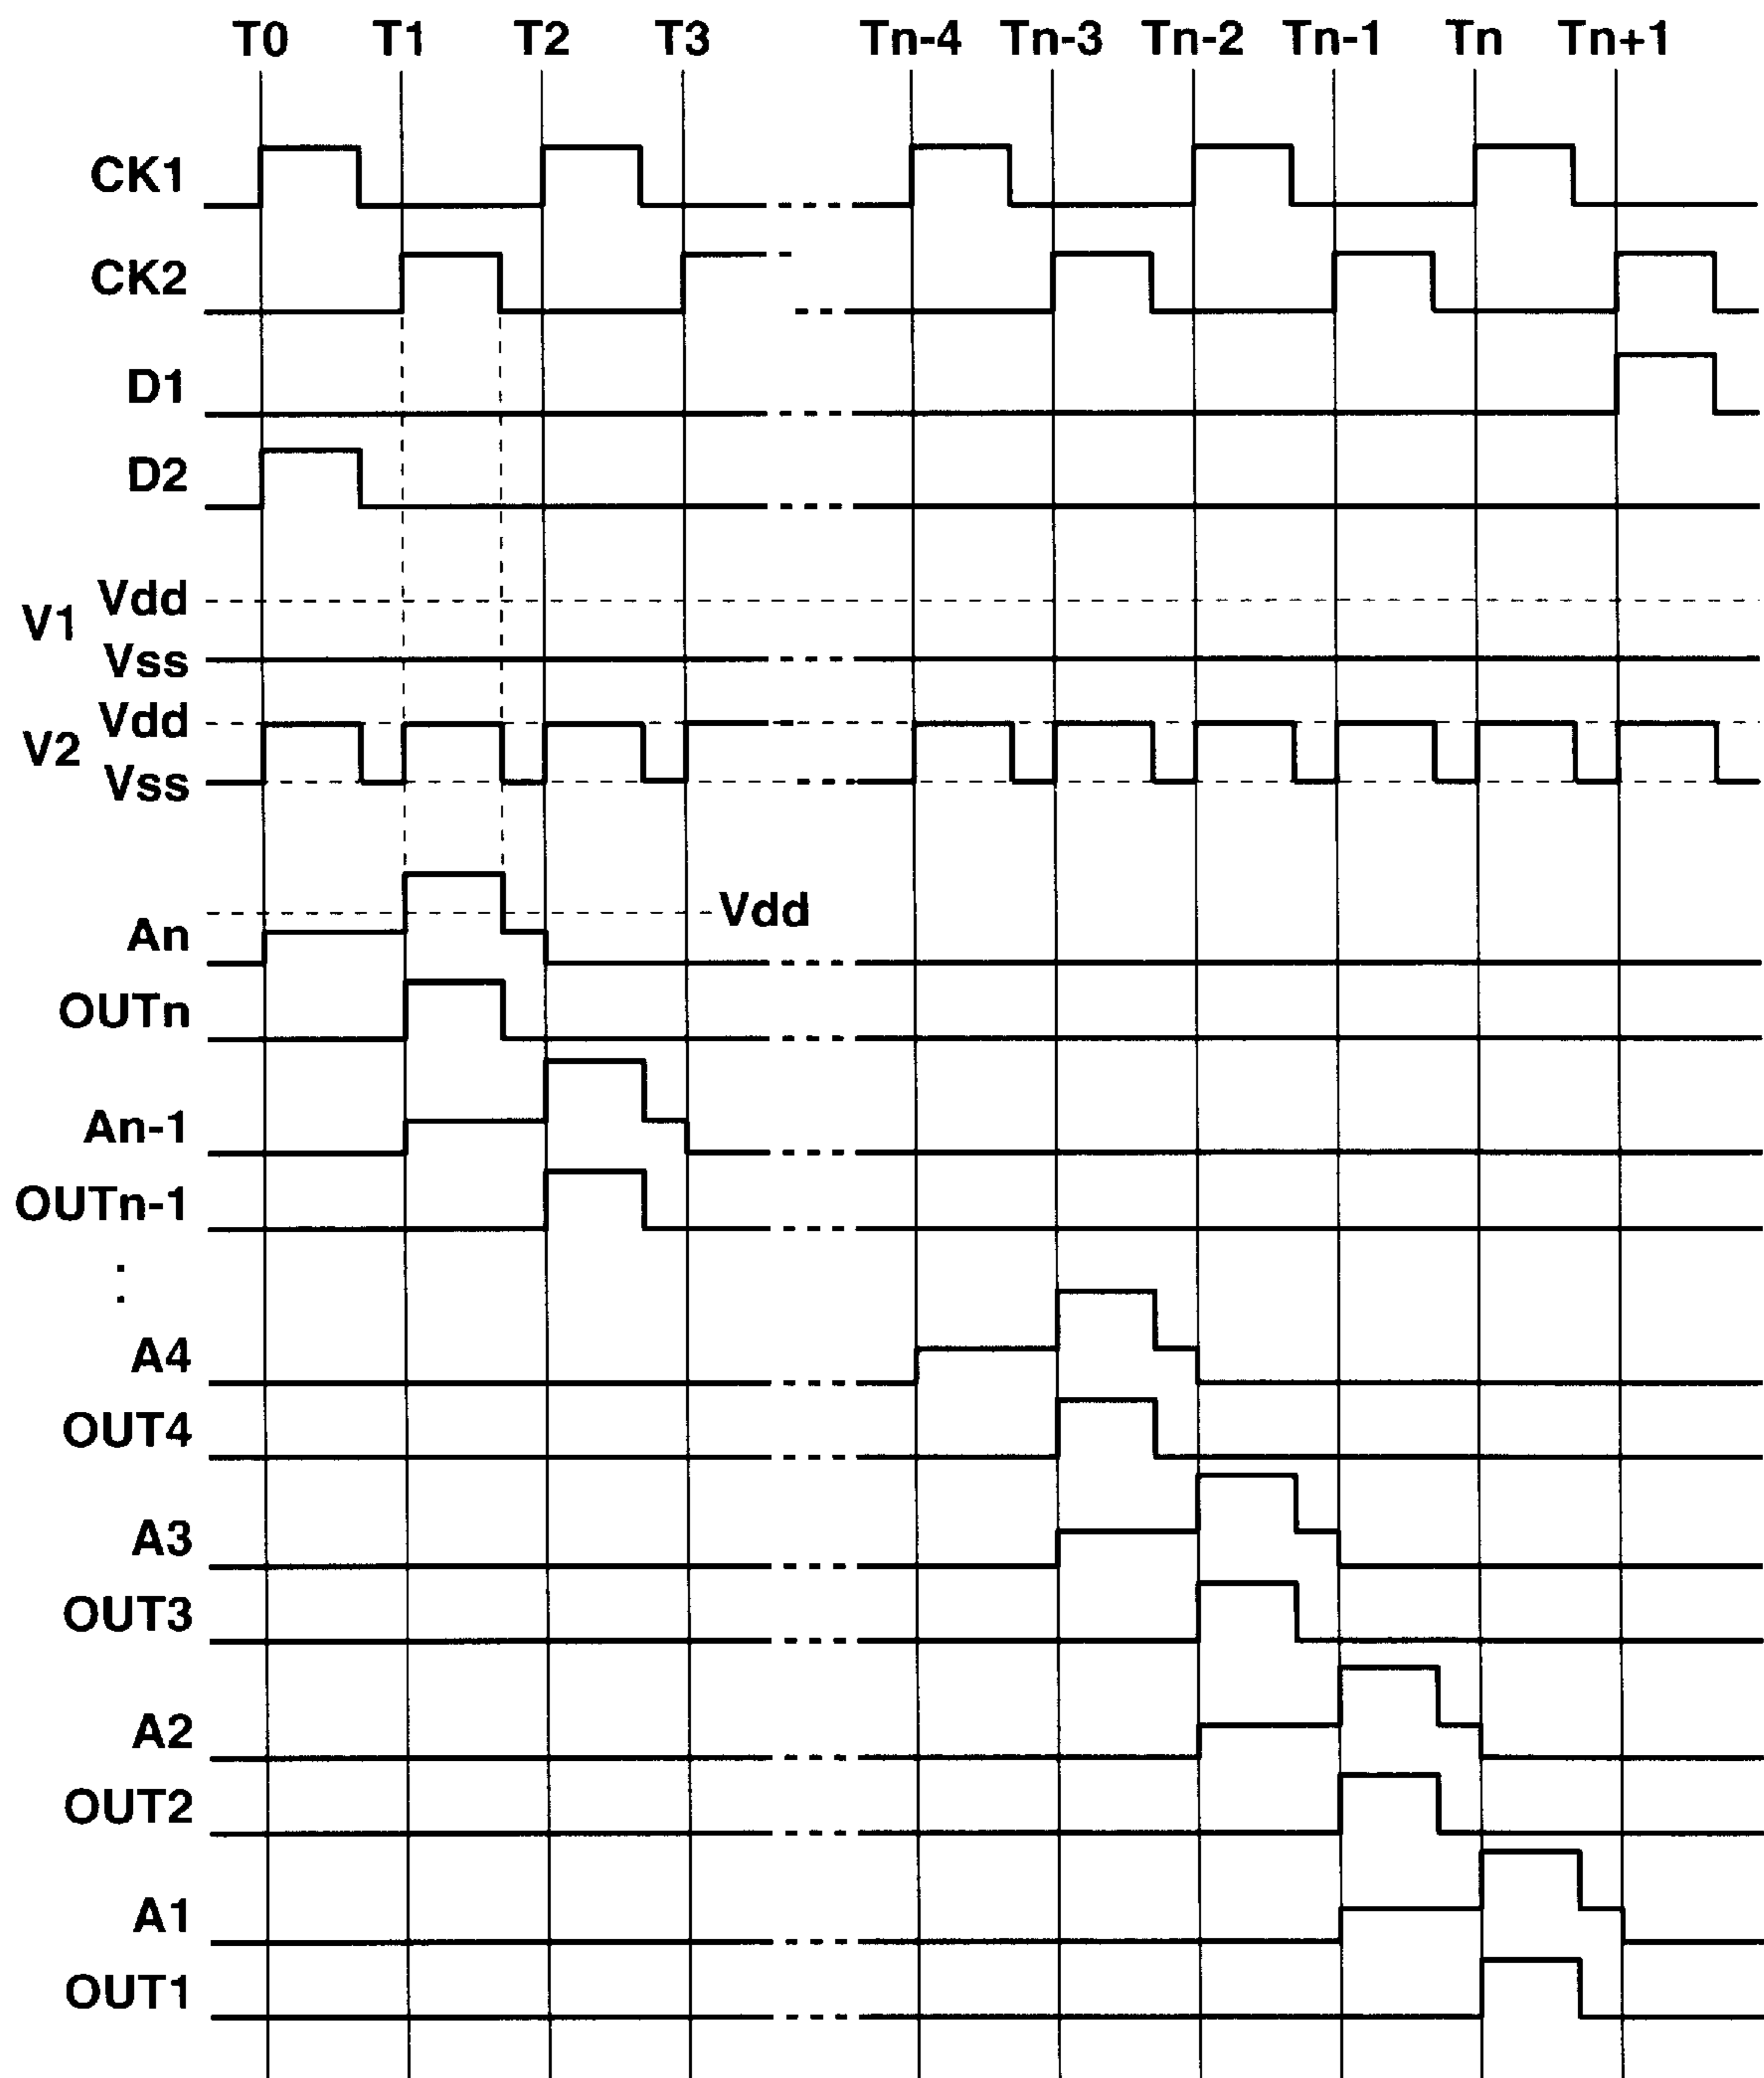 T0 T1 T2 T3 Tn-4 Tn-3 Tn-2 Tn-1 Tn Tn+1
CK1
CK2
D1
D2
V1 Vdd
Vss
V2 Vdd
Vss
Vdd
An
OUTn
An-1
OUTn-1
:
A4
OUT4
A3
OUT3
A2
OUT2
A1
OUT1